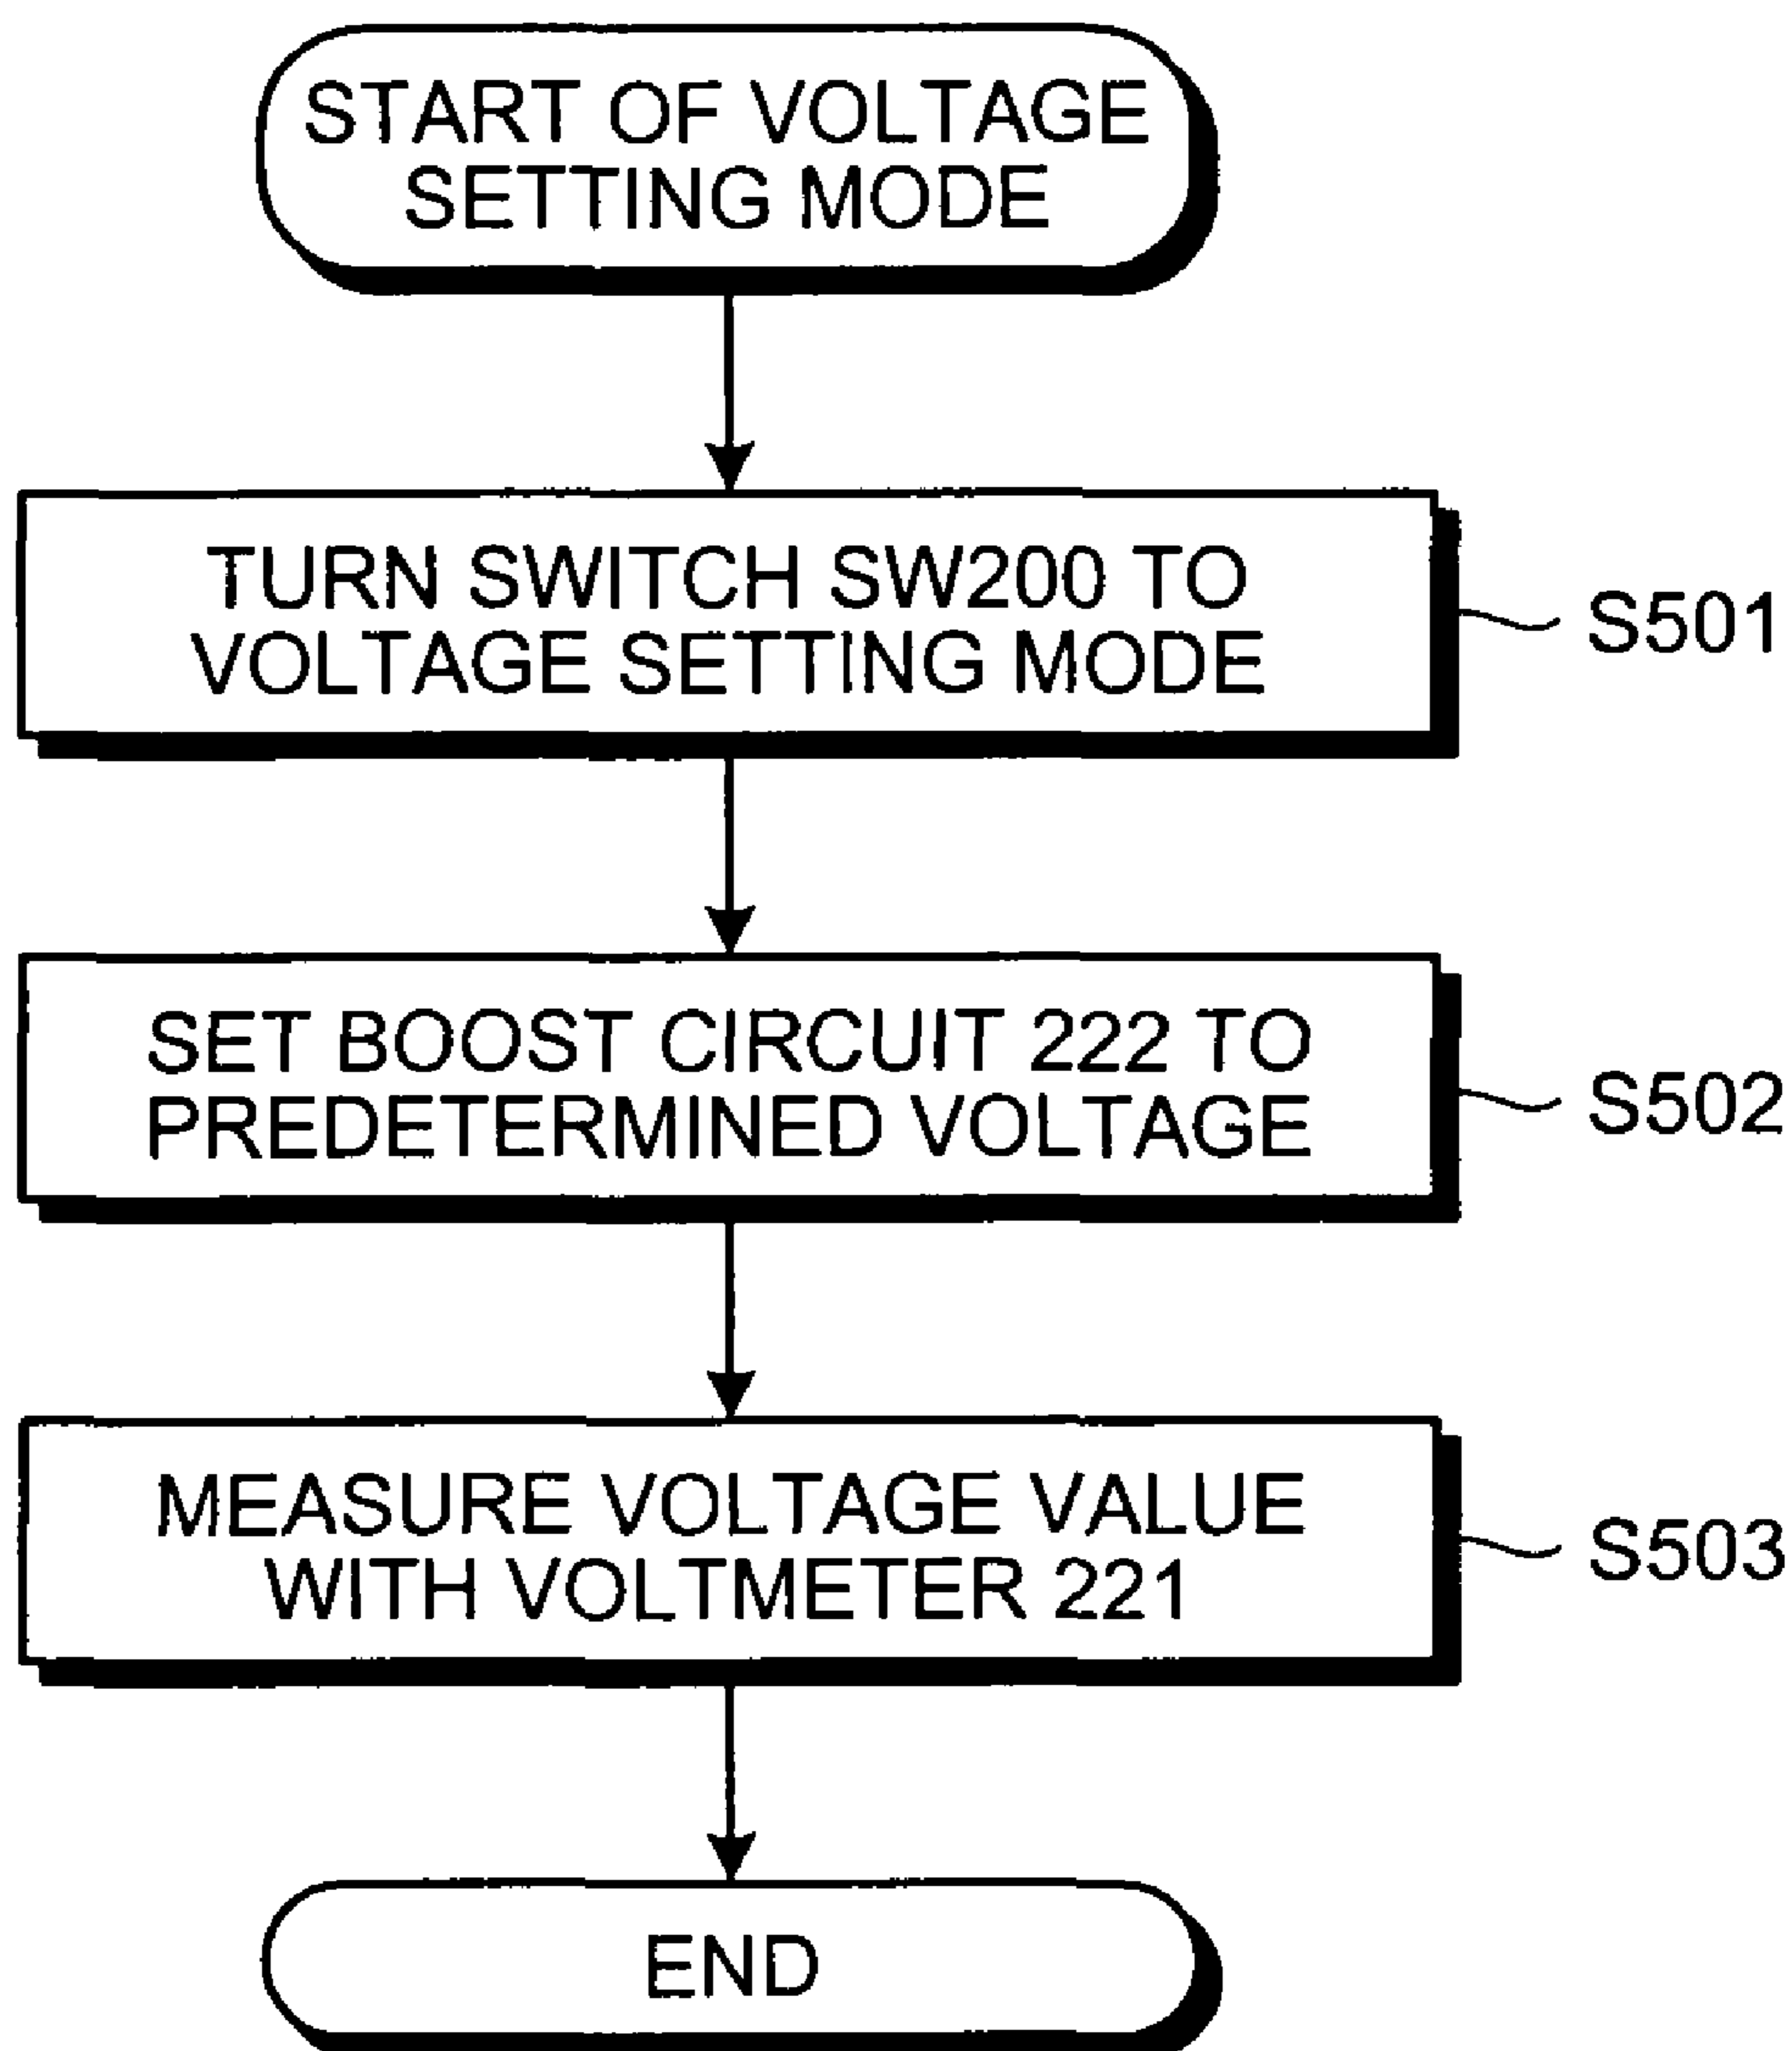 START OF VOLTAGE
SETTING MODE
TURN SWITCH SW200 TO
VOLTAGE SETTING MODE
S501
SET BOOST CIRCUIT 222 TO
PREDETERMINED VOLTAGE
S502
MEASURE VOLTAGE VALUE
WITH VOLTMETER 221
S503
END